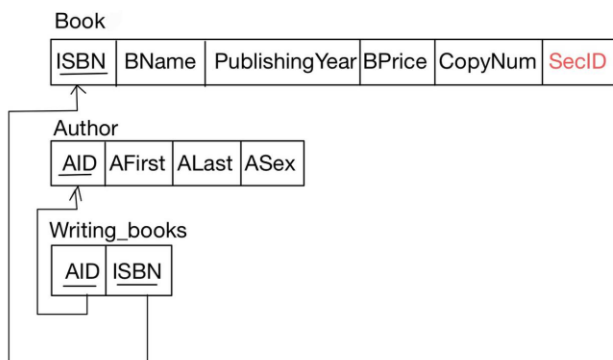 Book
ISBN BName PublishingYear BPrice CopyNum SecID
Author
AID AFirst ALast ASex
Writing_books
AID ISBN